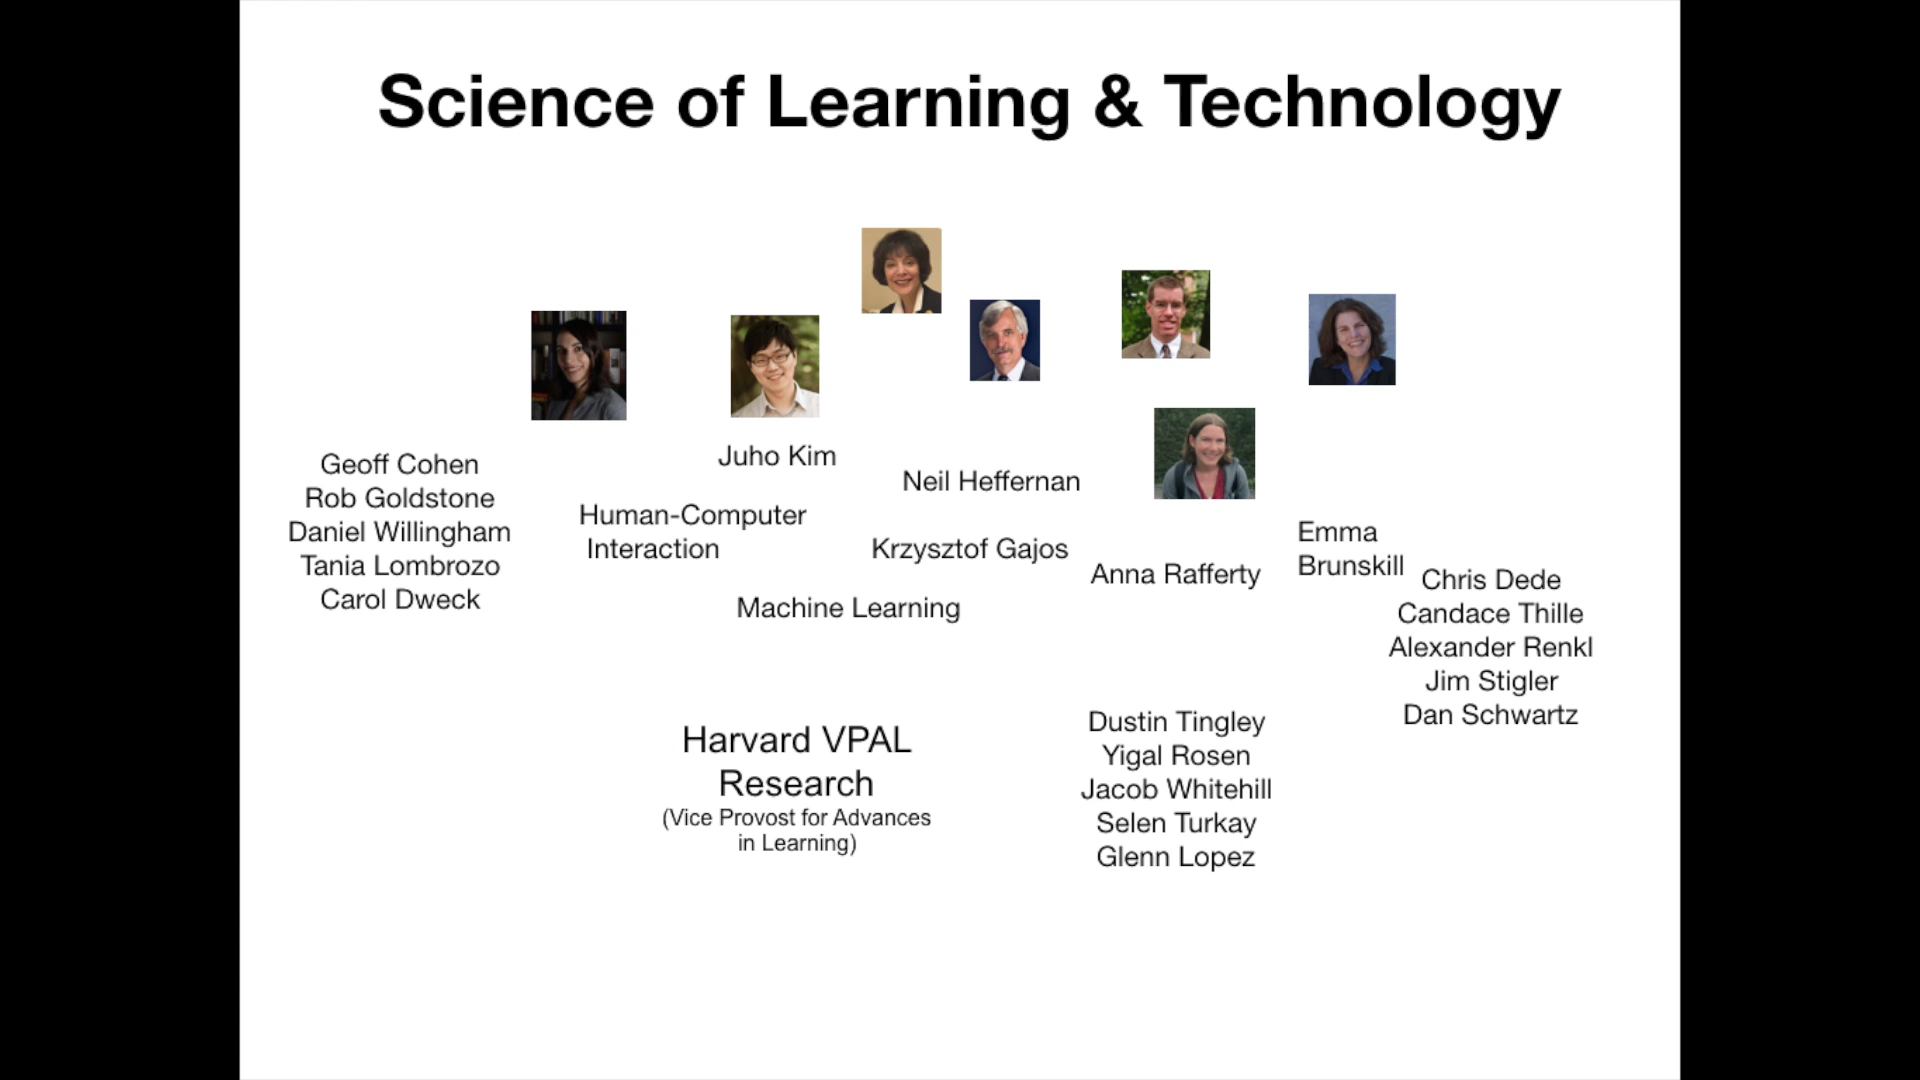 Science of Learning & Technology
Geoff Cohen
Rob Goldstone
Daniel Willingham
Tania Lombrozo
Carol Dweck
Juho Kim
Human-Computer
Interaction
Machine Learning
Neil Heffernan
Krzysztof Gajos
Anna Rafferty
Emma
Brunskill
Chris Dede
Candace Thille
Alexander Renkl
Jim Stigler
Dan Schwartz
Harvard VPAL
Research
(Vice Provost for Advances
in Learning)
Dustin Tingley
Yigal Rosen
Jacob Whitehill
Selen Turkay
Glenn Lopez